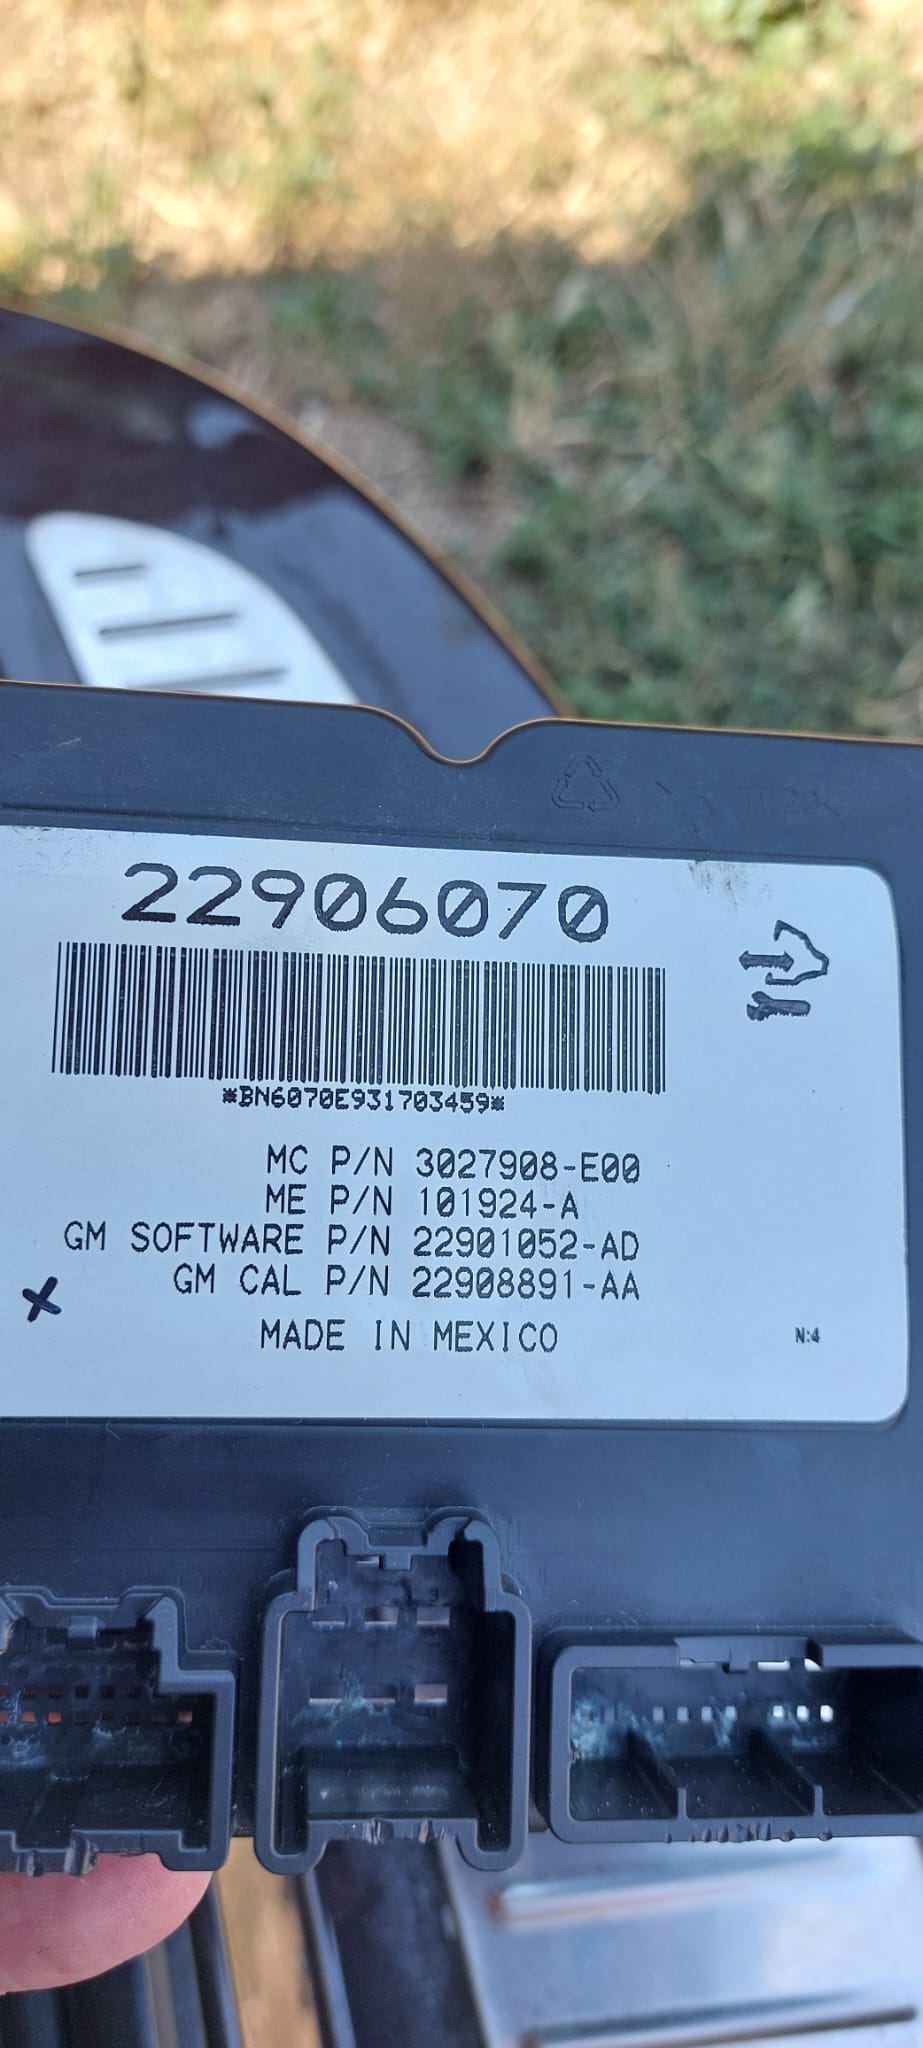 22906070
*BN6070E931703459*
MC P/N 3027908-E00
ME P/N 101924-A
GM SOFTWARE P/N 22901052-AD
GM CAL P/N 22908891-AA
MADE IN MEXICO
N:4